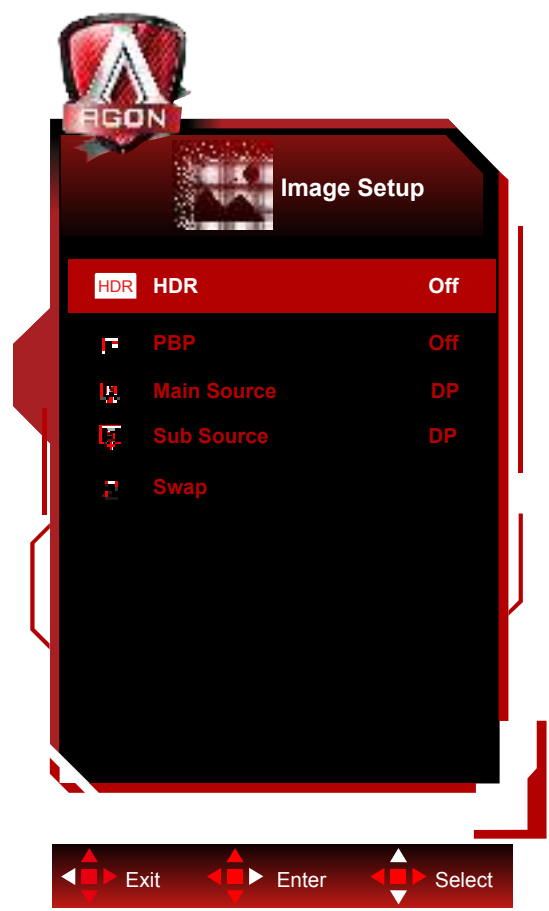 AGON
Image Setup
HDR HDR Off
PBP Off
Main Source DP
Sub Source DP
Swap
Exit Enter Select